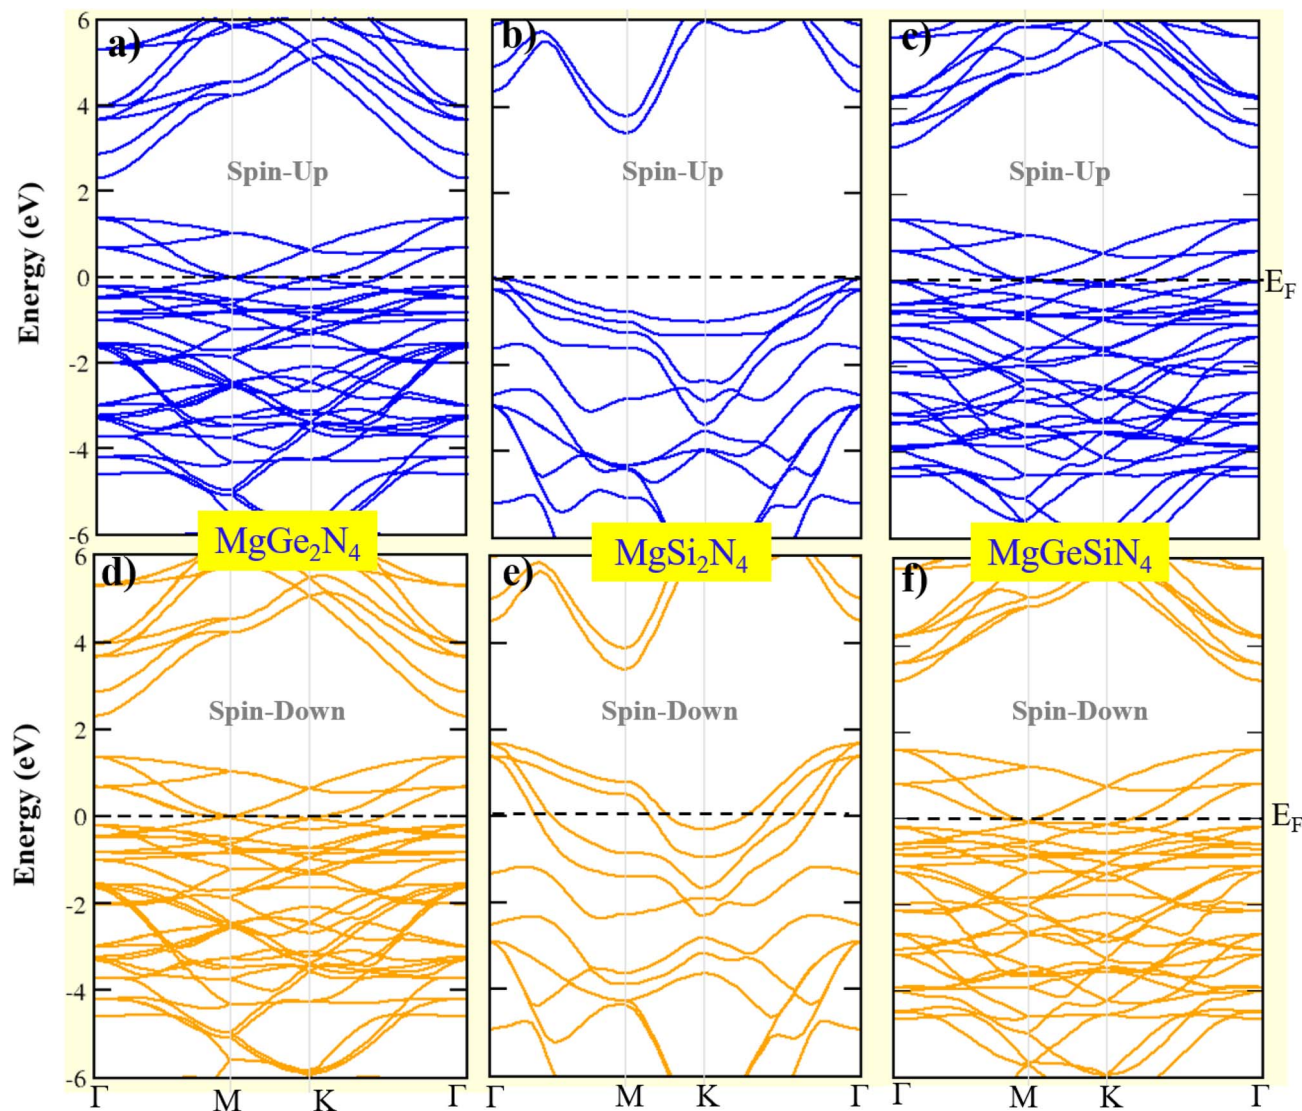 a)
b)
c)
6
4
2
0
-2
-4
-6
Energy (eV)
Spin-Up
Spin-Up
Spin-Up
E_F
MgGe₂N₄
MgSi₂N₄
MgGeSiN₄
d)
e)
f)
6
4
2
0
-2
-4
-6
Energy (eV)
Spin-Down
Spin-Down
Spin-Down
E_F
Γ M K Γ
Γ M K Γ
Γ M K Γ